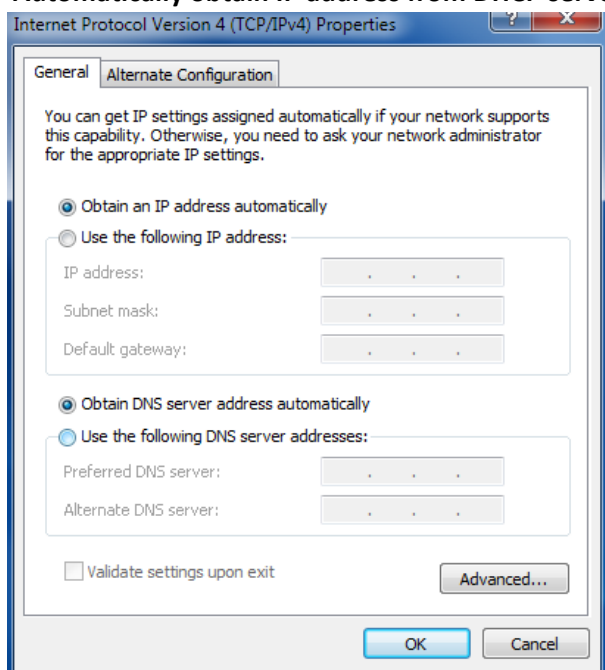 Internet Protocol Version 4 (TCP/IPv4) Properties
General Alternate Configuration
You can get IP settings assigned automatically if your network supports
this capability. Otherwise, you need to ask your network administrator
for the appropriate IP settings.
Obtain an IP address automatically
Use the following IP address:
IP address:
Subnet mask:
Default gateway:
Obtain DNS server address automatically
Use the following DNS server addresses:
Preferred DNS server:
Alternate DNS server:
Validate settings upon exit
Advanced...
OK Cancel